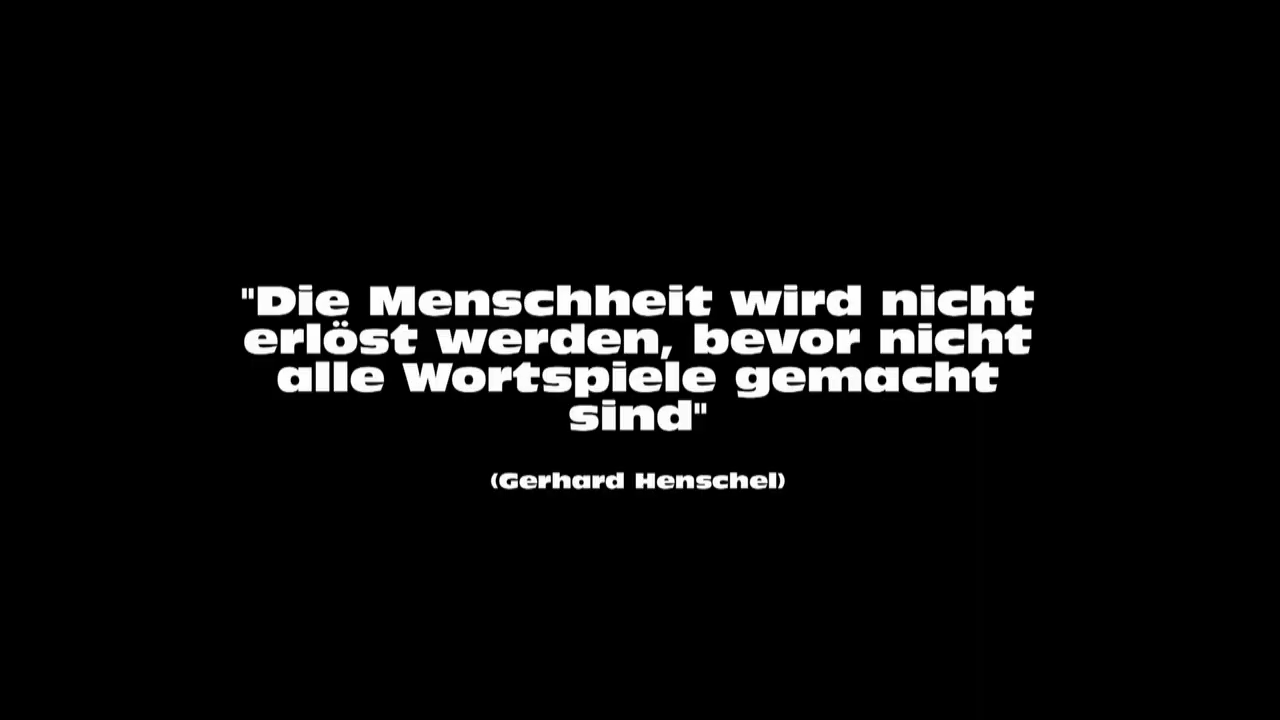 "Die Menschheit wird nicht
erlöst werden, bevor nicht
alle Wortspiele gemacht
sind"
(Gerhard Henschel)